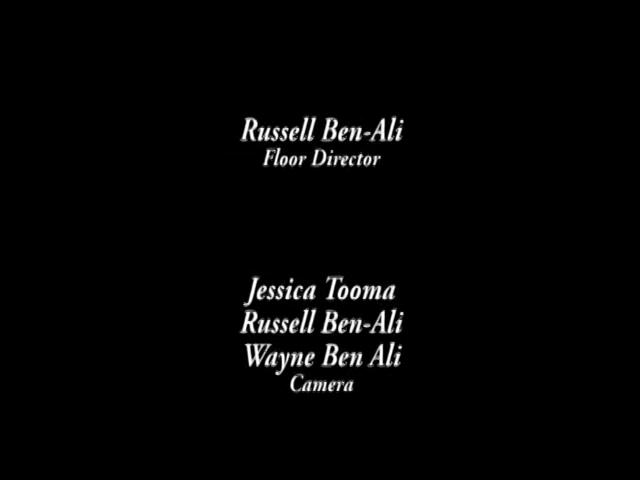 Russell Ben-Ali
Floor Director
Jessica Tooma
Russell Ben-Ali
Wayne Ben Ali
Camera